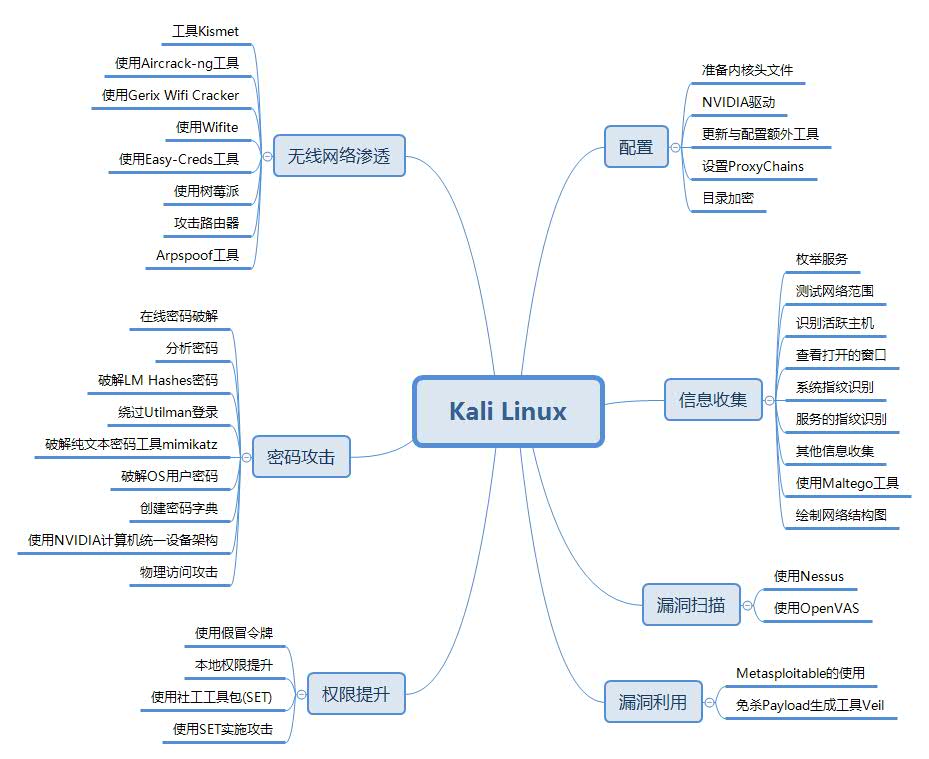 Kali Linux
配置
准备内核头文件
NVIDIA驱动
更新与配置额外工具
设置ProxyChains
目录加密
信息收集
枚举服务
测试网络范围
识别活跃主机
查看打开的窗口
系统指纹识别
服务的指纹识别
其他信息收集
使用Maltego工具
绘制网络结构图
漏洞扫描
使用Nessus
使用OpenVAS
漏洞利用
Metasploitable的使用
免杀Payload生成工具Veil
权限提升
使用假冒令牌
本地权限提升
使用社工工具包(SET)
使用SET实施攻击
密码攻击
在线密码破解
分析密码
破解LM Hashes密码
绕过Utilman登录
破解纯文本密码工具mimikatz
破解OS用户密码
创建密码字典
使用NVIDIA计算机统一设备架构
物理访问攻击
无线网络渗透
工具Kismet
使用Aircrack-ng工具
使用Gerix Wifi Cracker
使用Wifite
使用Easy-Creds工具
使用树莓派
攻击路由器
Arpspoof工具